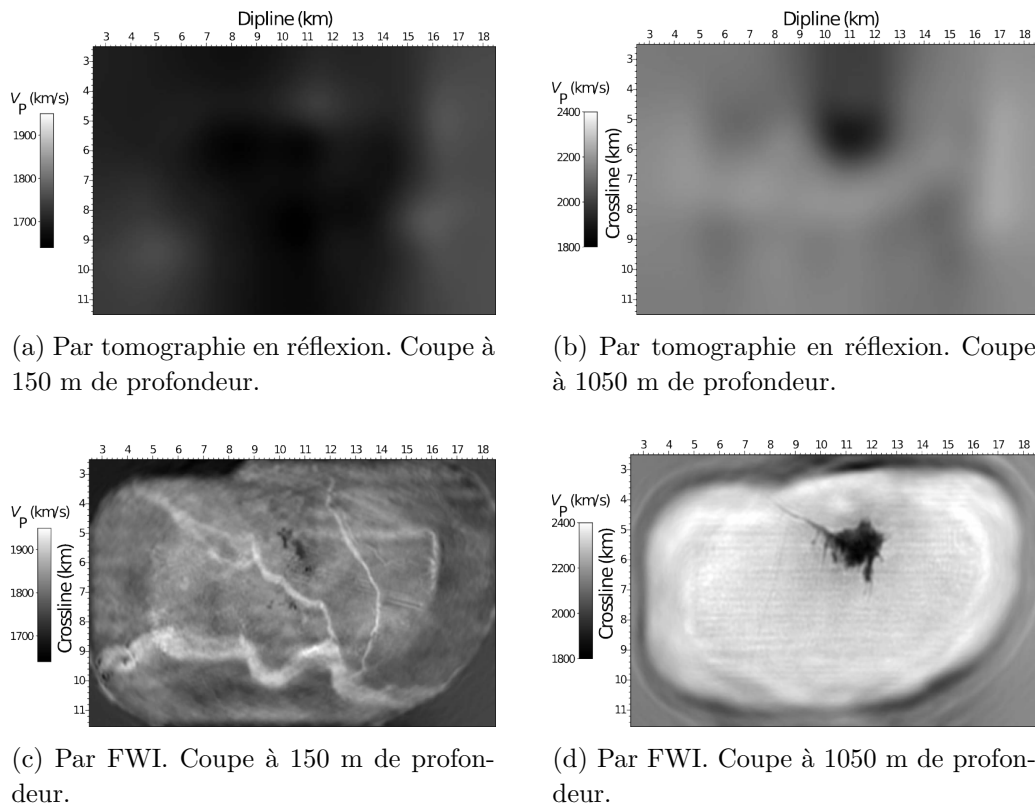 Dipline (km)
3 4 5 6 7 8 9 10 11 12 13 14 15 16 17 18
V_P (km/s)
1900
1800
1700
3
4
5
6
7
8
9
10
11
(a) Par tomographie en réflexion. Coupe à
150 m de profondeur.
Dipline (km)
3 4 5 6 7 8 9 10 11 12 13 14 15 16 17 18
V_P (km/s)
2400
2200
2000
1800
Crossline (km)
3
4
5
6
7
8
9
10
11
(b) Par tomographie en réflexion. Coupe
à 1050 m de profondeur.
3 4 5 6 7 8 9 10 11 12 13 14 15 16 17 18
V_P (km/s)
1900
1800
1700
Crossline (km)
3
4
5
6
7
8
9
10
11
(c) Par FWI. Coupe à 150 m de profon-
deur.
3 4 5 6 7 8 9 10 11 12 13 14 15 16 17 18
V_P (km/s)
2400
2200
2000
1800
Crossline (km)
3
4
5
6
7
8
9
10
11
(d) Par FWI. Coupe à 1050 m de profon-
deur.